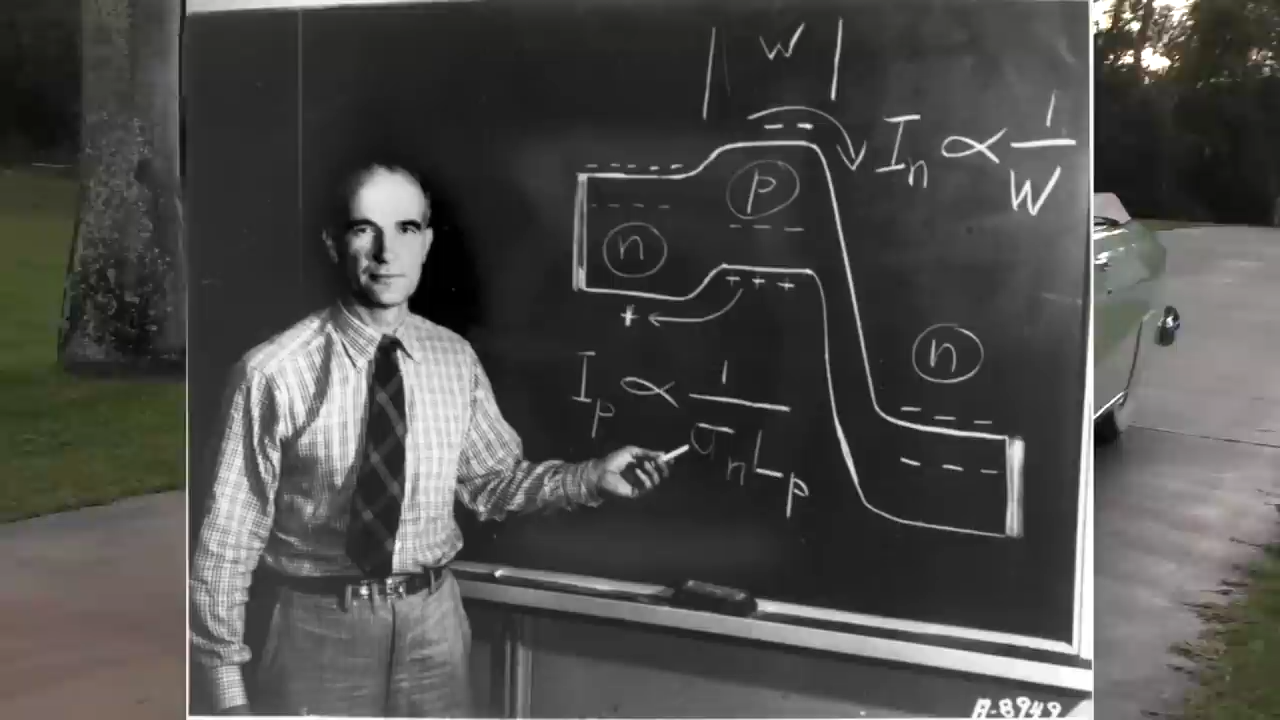 W
I_n ∝ 1/W
p
n
+ + +
+
n
I_p ∝ 1/σ_n L_p
A-8949